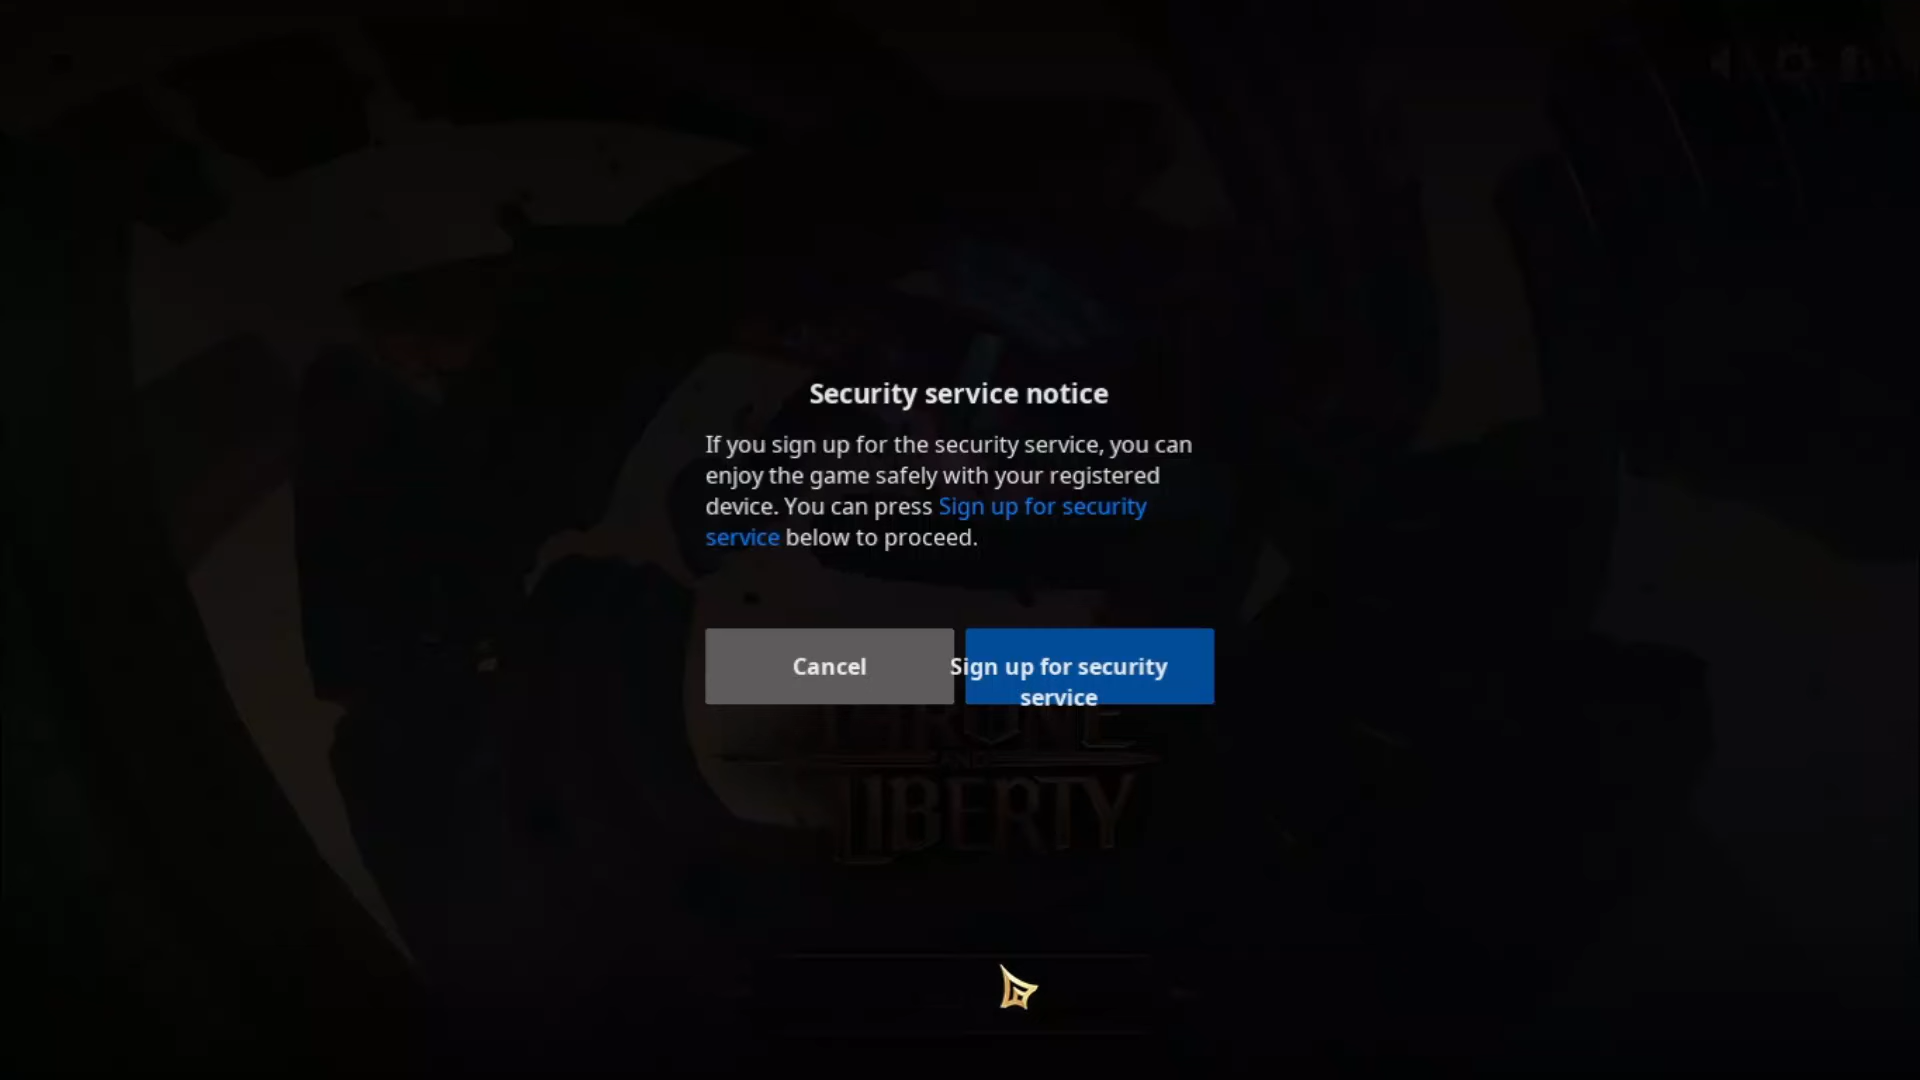 Security service notice
If you sign up for the security service, you can
enjoy the game safely with your registered
device. You can press Sign up for security
service below to proceed.
Cancel
Sign up for security
service
THRONE
AND
LIBERTY